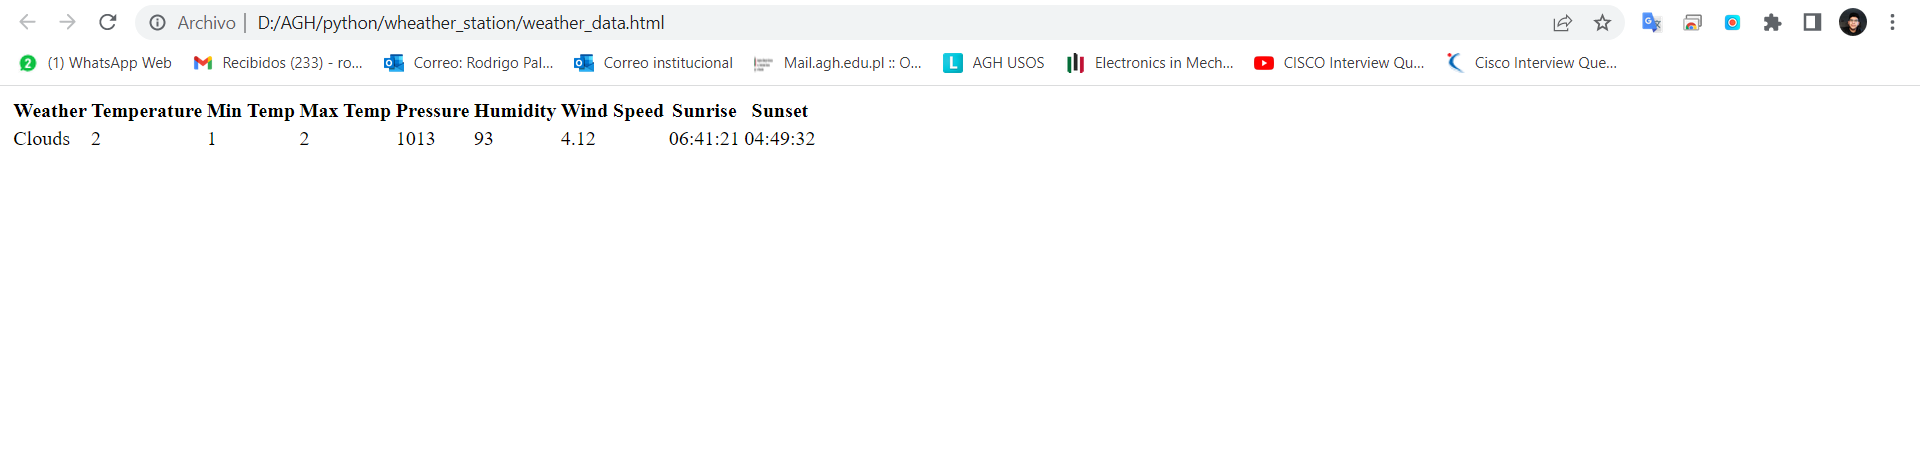 Archivo | D:/AGH/python/wheather_station/weather_data.html
2 (1) WhatsApp Web Recibidos (233) - ro... Correo: Rodrigo Pal... Correo institucional Mail.agh.edu.pl :: O... L AGH USOS Electronics in Mech... CISCO Interview Qu... Cisco Interview Que...
Weather Temperature Min Temp Max Temp Pressure Humidity Wind Speed Sunrise Sunset
Clouds 2 1 2 1013 93 4.12 06:41:21 04:49:32